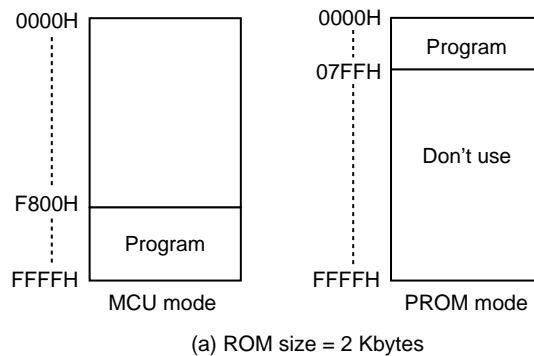 0000H
F800H
Program
FFFFH
MCU mode
0000H
Program
07FFH
Don't use
FFFFH
PROM mode
(a) ROM size = 2 Kbytes